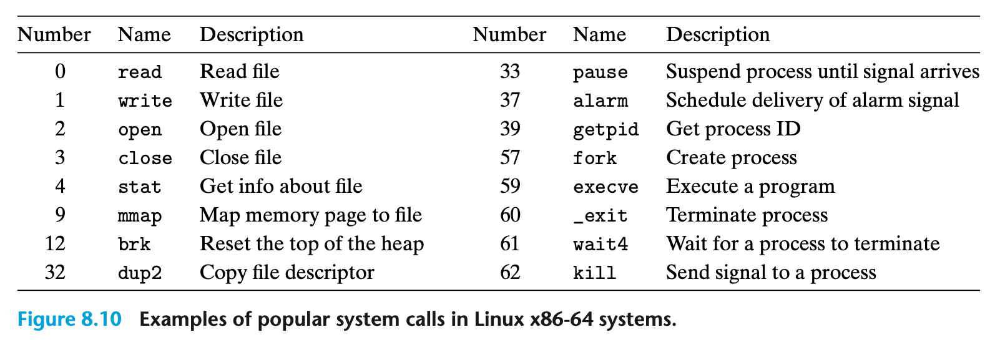 Number Name Description Number Name Description
0 read Read file 33 pause Suspend process until signal arrives
1 write Write file 37 alarm Schedule delivery of alarm signal
2 open Open file 39 getpid Get process ID
3 close Close file 57 fork Create process
4 stat Get info about file 59 execve Execute a program
9 mmap Map memory page to file 60 _exit Terminate process
12 brk Reset the top of the heap 61 wait4 Wait for a process to terminate
32 dup2 Copy file descriptor 62 kill Send signal to a process
Figure 8.10 Examples of popular system calls in Linux x86-64 systems.